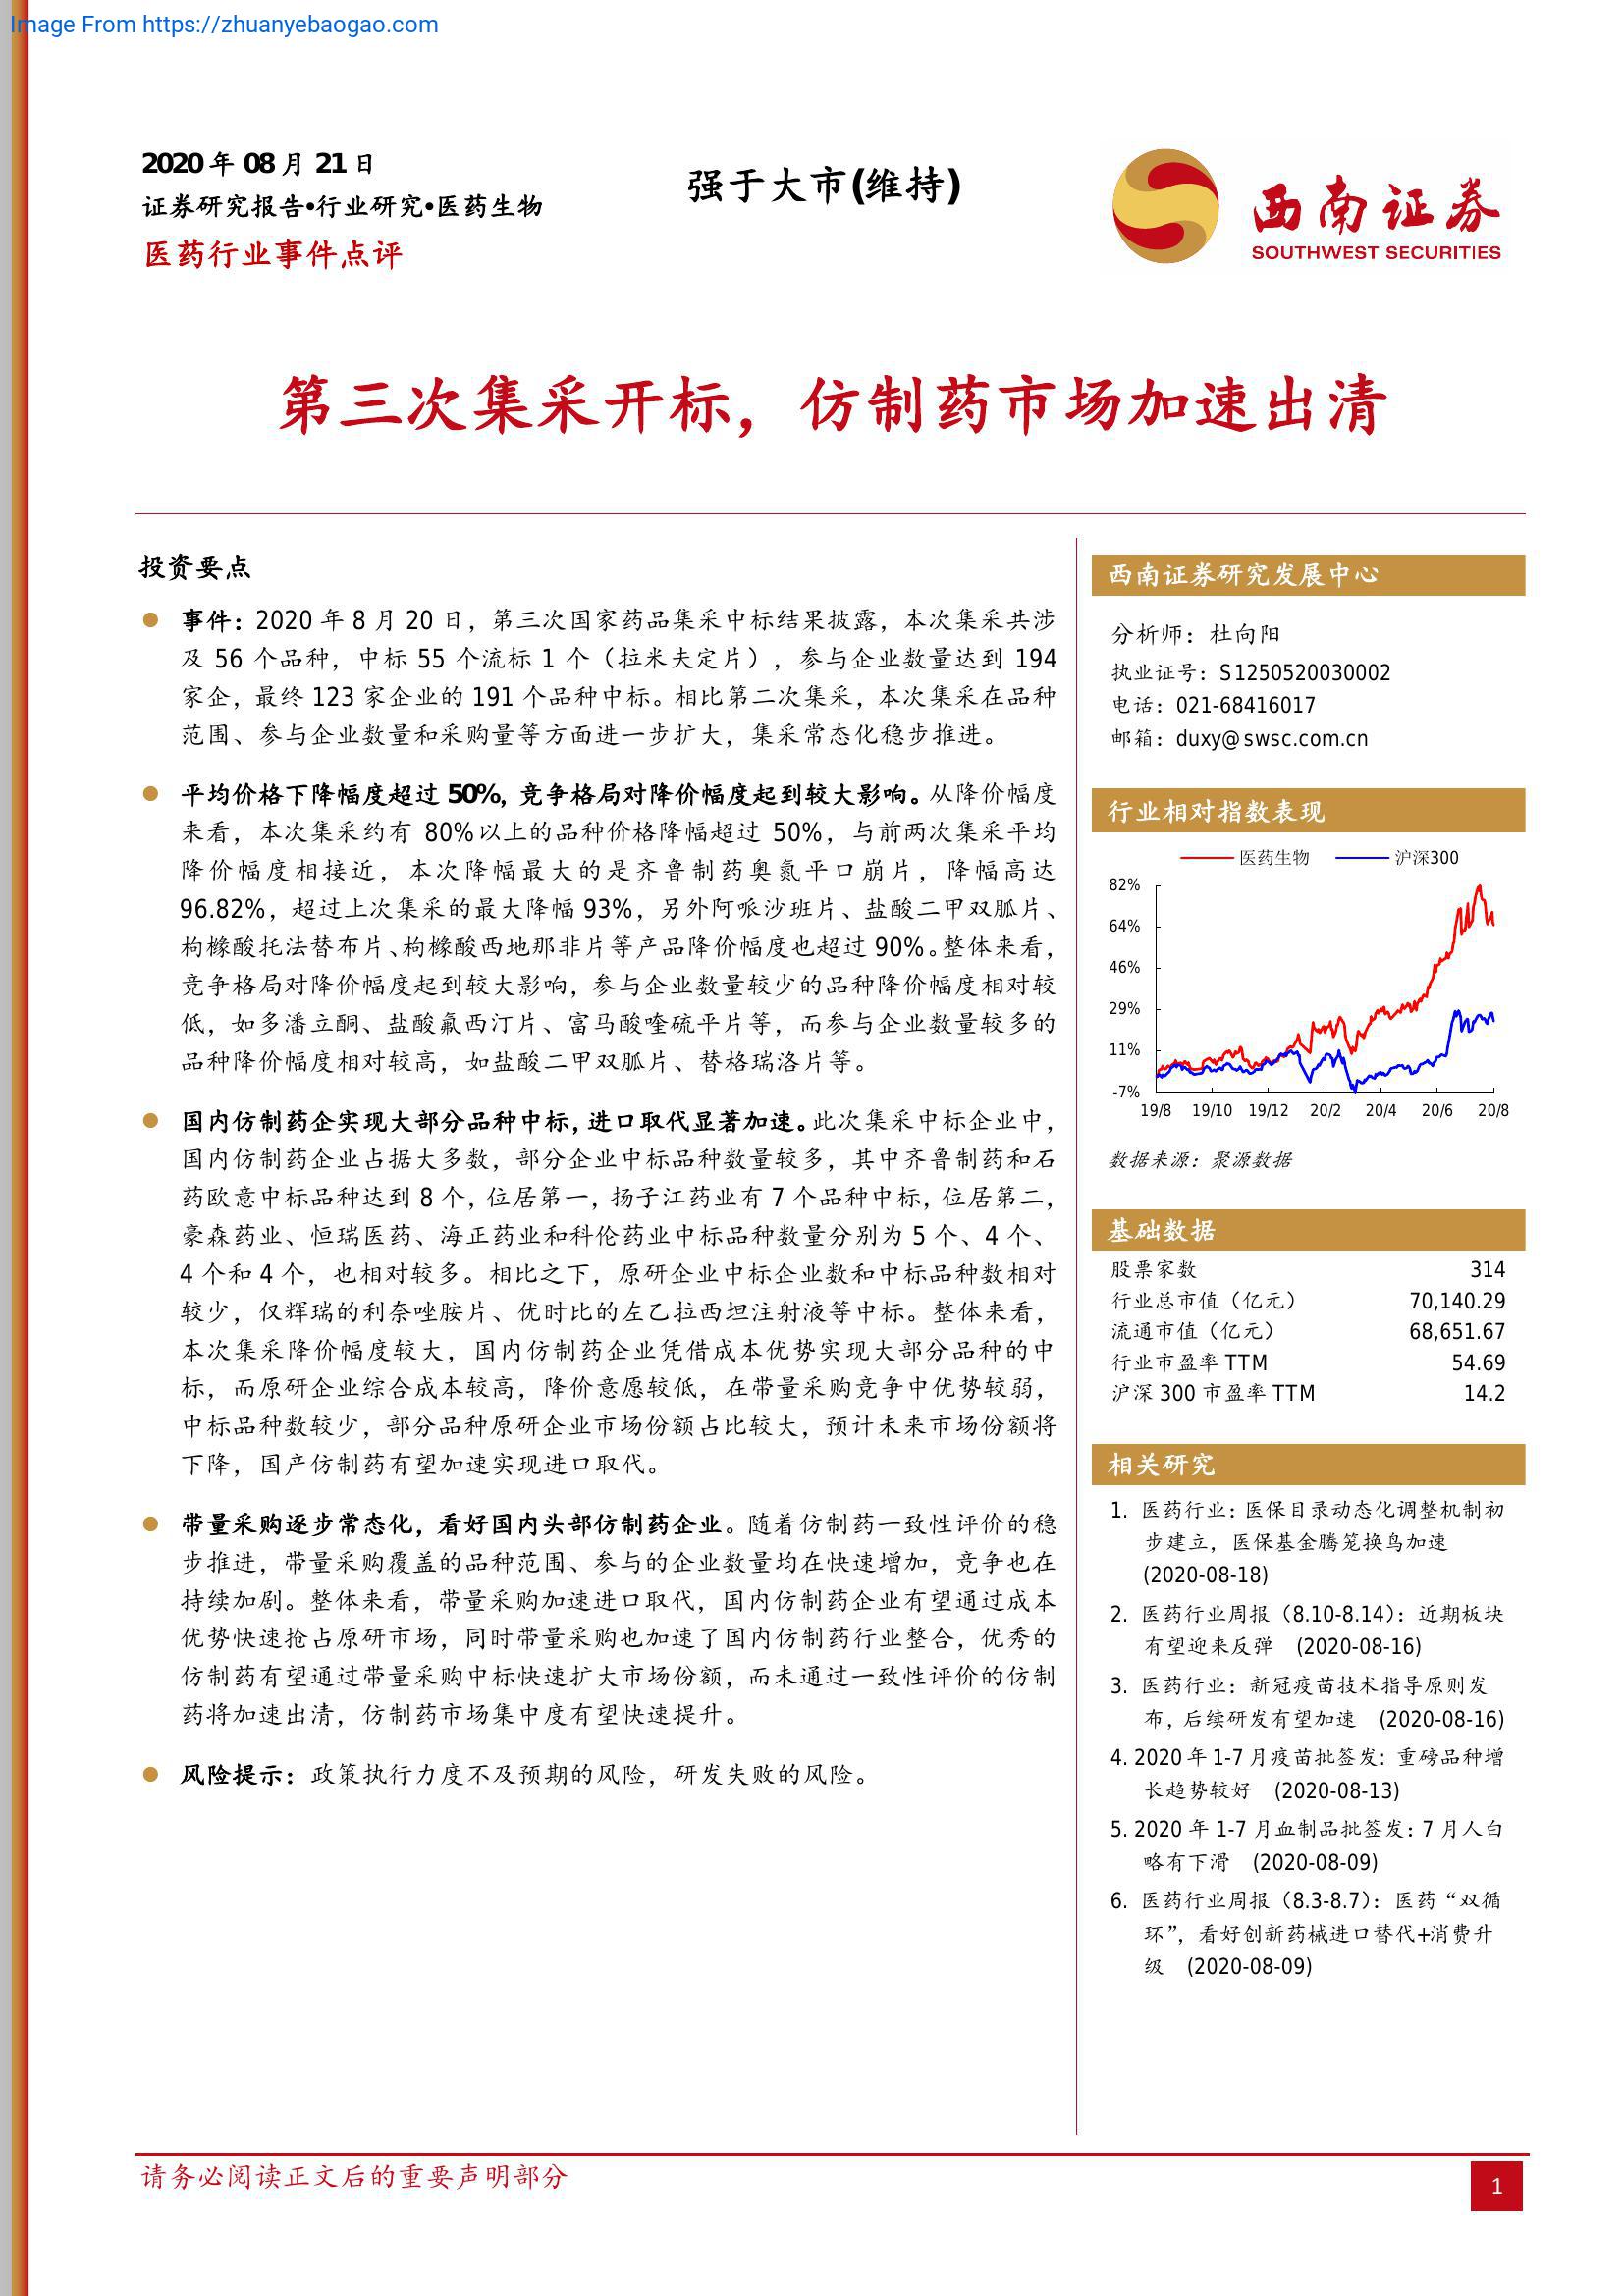 Image From https://zhuanyebaogao.com
2020 年 08 月 21 日
证券研究报告•行业研究•医药生物
医药行业事件点评
强于大市(维持)
西南证券
SOUTHWEST SECURITIES
第三次集采开标，仿制药市场加速出清
投资要点
事件：2020 年 8 月 20 日，第三次国家药品集采中标结果披露，本次集采共涉
及 56 个品种，中标 55 个流标 1 个（拉米夫定片），参与企业数量达到 194
家企，最终 123 家企业的 191 个品种中标。相比第二次集采，本次集采在品种
范围、参与企业数量和采购量等方面进一步扩大，集采常态化稳步推进。
平均价格下降幅度超过 50%，竞争格局对降价幅度起到较大影响。从降价幅度
来看，本次集采约有 80%以上的品种价格降幅超过 50%，与前两次集采平均
降价幅度相接近，本次降幅最大的是齐鲁制药奥氮平口崩片，降幅高达
96.82%，超过上次集采的最大降幅 93%，另外阿哌沙班片、盐酸二甲双胍片、
枸橼酸托法替布片、枸橼酸西地那非片等产品降价幅度也超过 90%。整体来看，
竞争格局对降价幅度起到较大影响，参与企业数量较少的品种降价幅度相对较
低，如多潘立酮、盐酸氟西汀片、富马酸喹硫平片等，而参与企业数量较多的
品种降价幅度相对较高，如盐酸二甲双胍片、替格瑞洛片等。
国内仿制药企实现大部分品种中标，进口取代显著加速。此次集采中标企业中，
国内仿制药企业占据大多数，部分企业中标品种数量较多，其中齐鲁制药和石
药欧意中标品种达到 8 个，位居第一，扬子江药业有 7 个品种中标，位居第二，
豪森药业、恒瑞医药、海正药业和科伦药业中标品种数量分别为 5 个、4 个、
4 个和 4 个，也相对较多。相比之下，原研企业中标企业数和中标品种数相对
较少，仅辉瑞的利奈唑胺片、优时比的左乙拉西坦注射液等中标。整体来看，
本次集采降价幅度较大，国内仿制药企业凭借成本优势实现大部分品种的中
标，而原研企业综合成本较高，降价意愿较低，在带量采购竞争中优势较弱，
中标品种数较少，部分品种原研企业市场份额占比较大，预计未来市场份额将
下降，国产仿制药有望加速实现进口取代。
带量采购逐步常态化，看好国内头部仿制药企业。随着仿制药一致性评价的稳
步推进，带量采购覆盖的品种范围、参与的企业数量均在快速增加，竞争也在
持续加剧。整体来看，带量采购加速进口取代，国内仿制药企业有望通过成本
优势快速抢占原研市场，同时带量采购也加速了国内仿制药行业整合，优秀的
仿制药有望通过带量采购中标快速扩大市场份额，而未通过一致性评价的仿制
药将加速出清，仿制药市场集中度有望快速提升。
风险提示：政策执行力度不及预期的风险，研发失败的风险。
西南证券研究发展中心
分析师：杜向阳
执业证号：S1250520030002
电话：021-68416017
邮箱：duxy@swsc.com.cn
行业相对指数表现
医药生物 沪深300
82%
64%
46%
29%
11%
-7%
19/8 19/10 19/12 20/2 20/4 20/6 20/8
数据来源：聚源数据
基础数据
股票家数 314
行业总市值（亿元） 70,140.29
流通市值（亿元） 68,651.67
行业市盈率 TTM 54.69
沪深 300 市盈率 TTM 14.2
相关研究
1. 医药行业：医保目录动态化调整机制初
步建立，医保基金腾笼换鸟加速
(2020-08-18)
2. 医药行业周报（8.10-8.14）：近期板块
有望迎来反弹 (2020-08-16)
3. 医药行业：新冠疫苗技术指导原则发
布，后续研发有望加速 (2020-08-16)
4. 2020 年 1-7 月疫苗批签发：重磅品种增
长趋势较好 (2020-08-13)
5. 2020 年 1-7 月血制品批签发：7 月人白
略有下滑 (2020-08-09)
6. 医药行业周报（8.3-8.7）：医药“双循
环”，看好创新药械进口替代+消费升
级 (2020-08-09)
请务必阅读正文后的重要声明部分
1